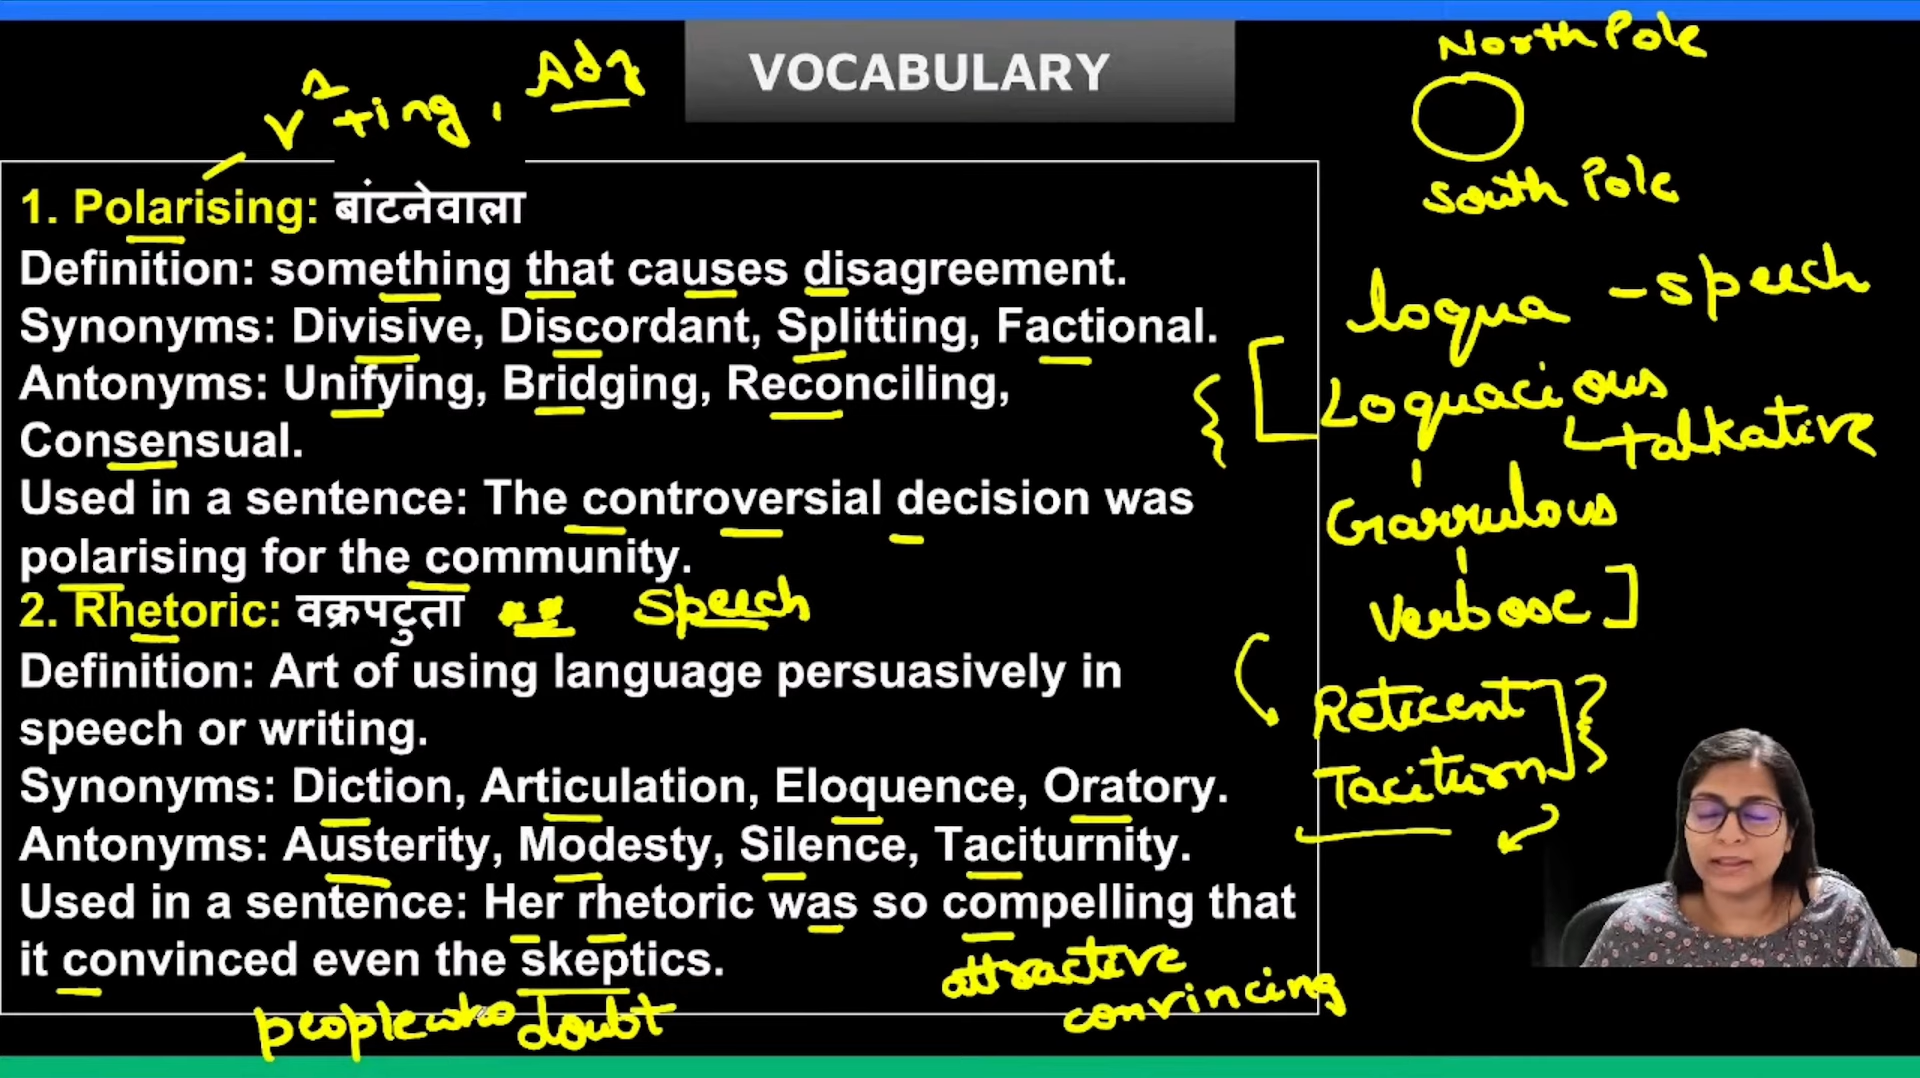 VOCABULARY
V1 +ing, Adj
North Pole
South Pole
1. Polarising: बांटनेवाला
Definition: something that causes disagreement.
Synonyms: Divisive, Discordant, Splitting, Factional.
Antonyms: Unifying, Bridging, Reconciling,
Consensual.
Used in a sentence: The controversial decision was
polarising for the community.
2. Rhetoric: वक्रपटुता
speech
Definition: Art of using language persuasively in
speech or writing.
Synonyms: Diction, Articulation, Eloquence, Oratory.
Antonyms: Austerity, Modesty, Silence, Taciturnity.
Used in a sentence: Her rhetoric was so compelling that
it convinced even the skeptics.
attractive
convincing
people who doubt
loqua - speech
Loquacious
talkative
Garrulous
Verbose
Reticent
Taciturn